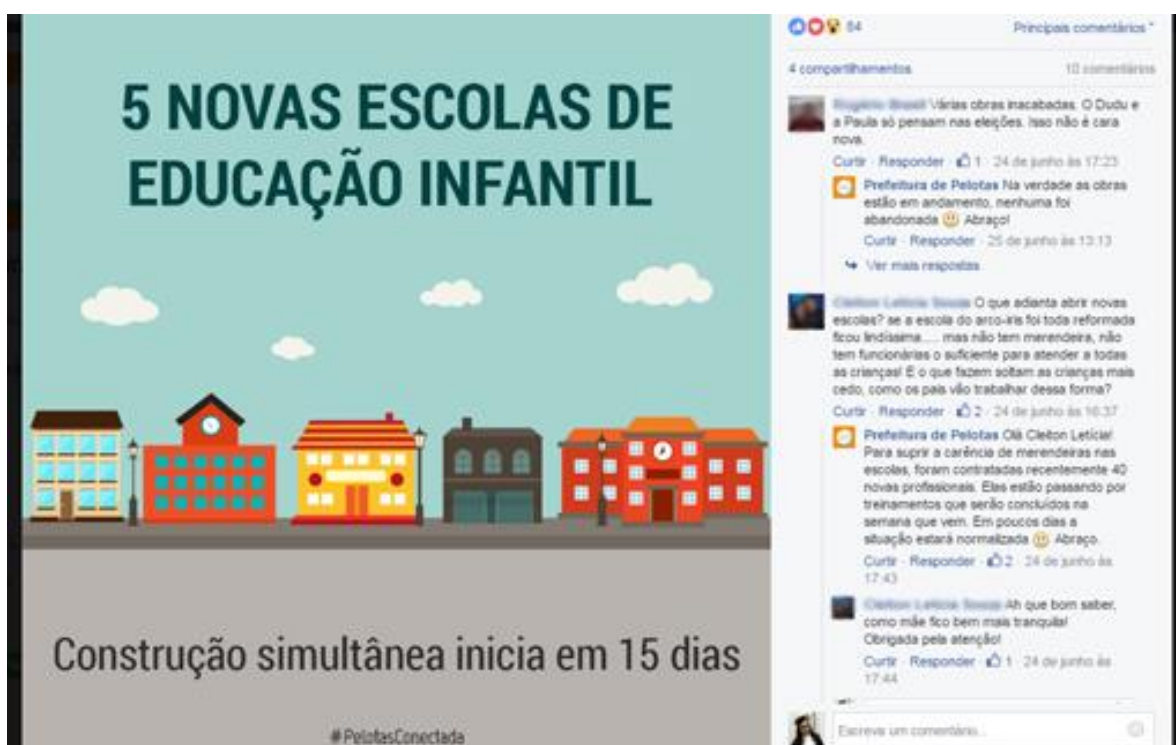 5 NOVAS ESCOLAS DE
EDUCAÇÃO INFANTIL
Construção simultânea inicia em 15 dias
#PelotasConectada
64 Principais comentários
4 compartilhamentos 10 comentários
Várias obras inacabadas. O Dudu e
a Paula só pensam nas eleições. Isso não é cara
nova.
Curtir · Responder · 1 · 24 de junho às 17:23
Prefeitura de Pelotas Na verdade as obras
estão em andamento, nenhuma foi
abandonada Abraço!
Curtir · Responder · 25 de junho às 13:13
Ver mais respostas
O que adianta abrir novas
escolas? se a escola do arco-iris foi toda reformada
ficou lindíssima..... mas não tem merendeira, não
tem funcionárias o suficiente para atender a todas
as crianças! E o que fazem soltam as crianças mais
cedo, como os pais vão trabalhar dessa forma?
Curtir · Responder · 2 · 24 de junho às 16:37
Prefeitura de Pelotas Olá Cleiton Letícia!
Para suprir a carência de merendeiras nas
escolas, foram contratadas recentemente 40
novas profissionais. Elas estão passando por
treinamentos que serão concluídos na
semana que vem. Em poucos dias a
situação estará normalizada Abraço.
Curtir · Responder · 2 · 24 de junho às
17:43
Ah que bom saber,
como mãe fico bem mais tranquila!
Obrigada pela atenção!
Curtir · Responder · 1 · 24 de junho às
17:44
Escreva um comentário...